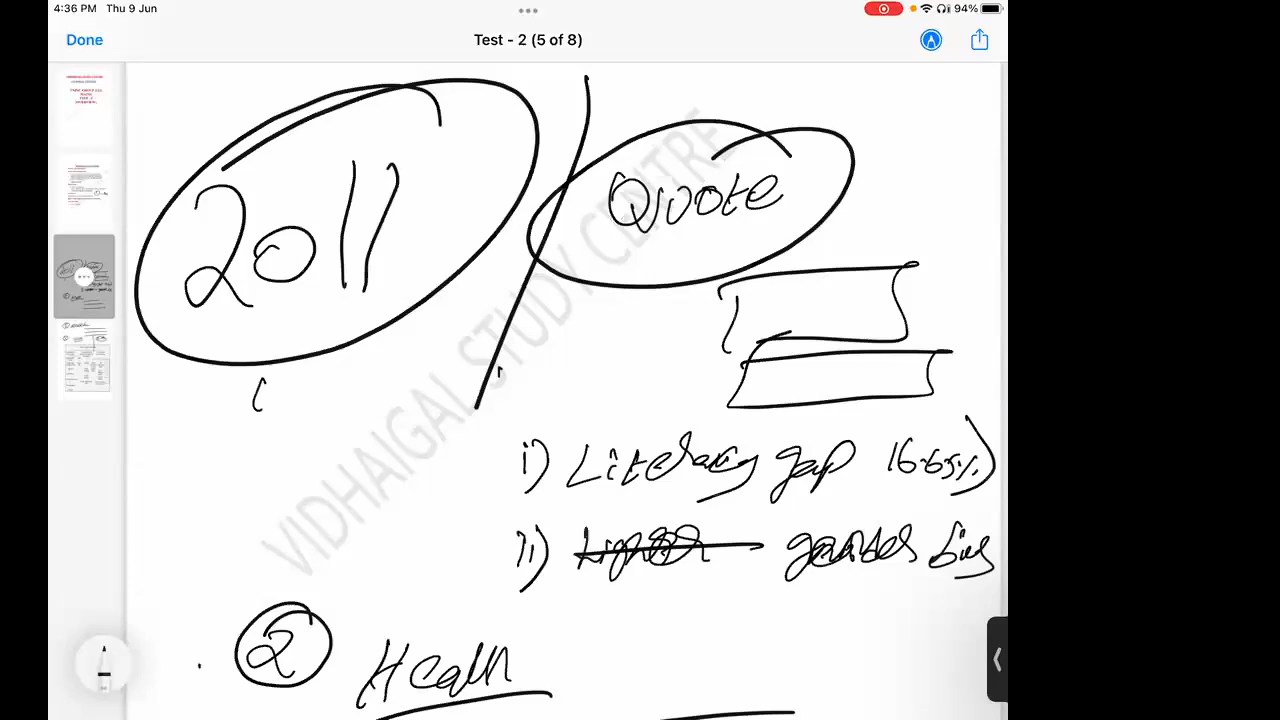 4:36 PM Thu 9 Jun
94%
Done
Test - 2 (5 of 8)
2011
Quote
VIDHAIGAL STUDY CENTRE
i) Literacy gap 16.65%)
ii) gender bias
2 Health